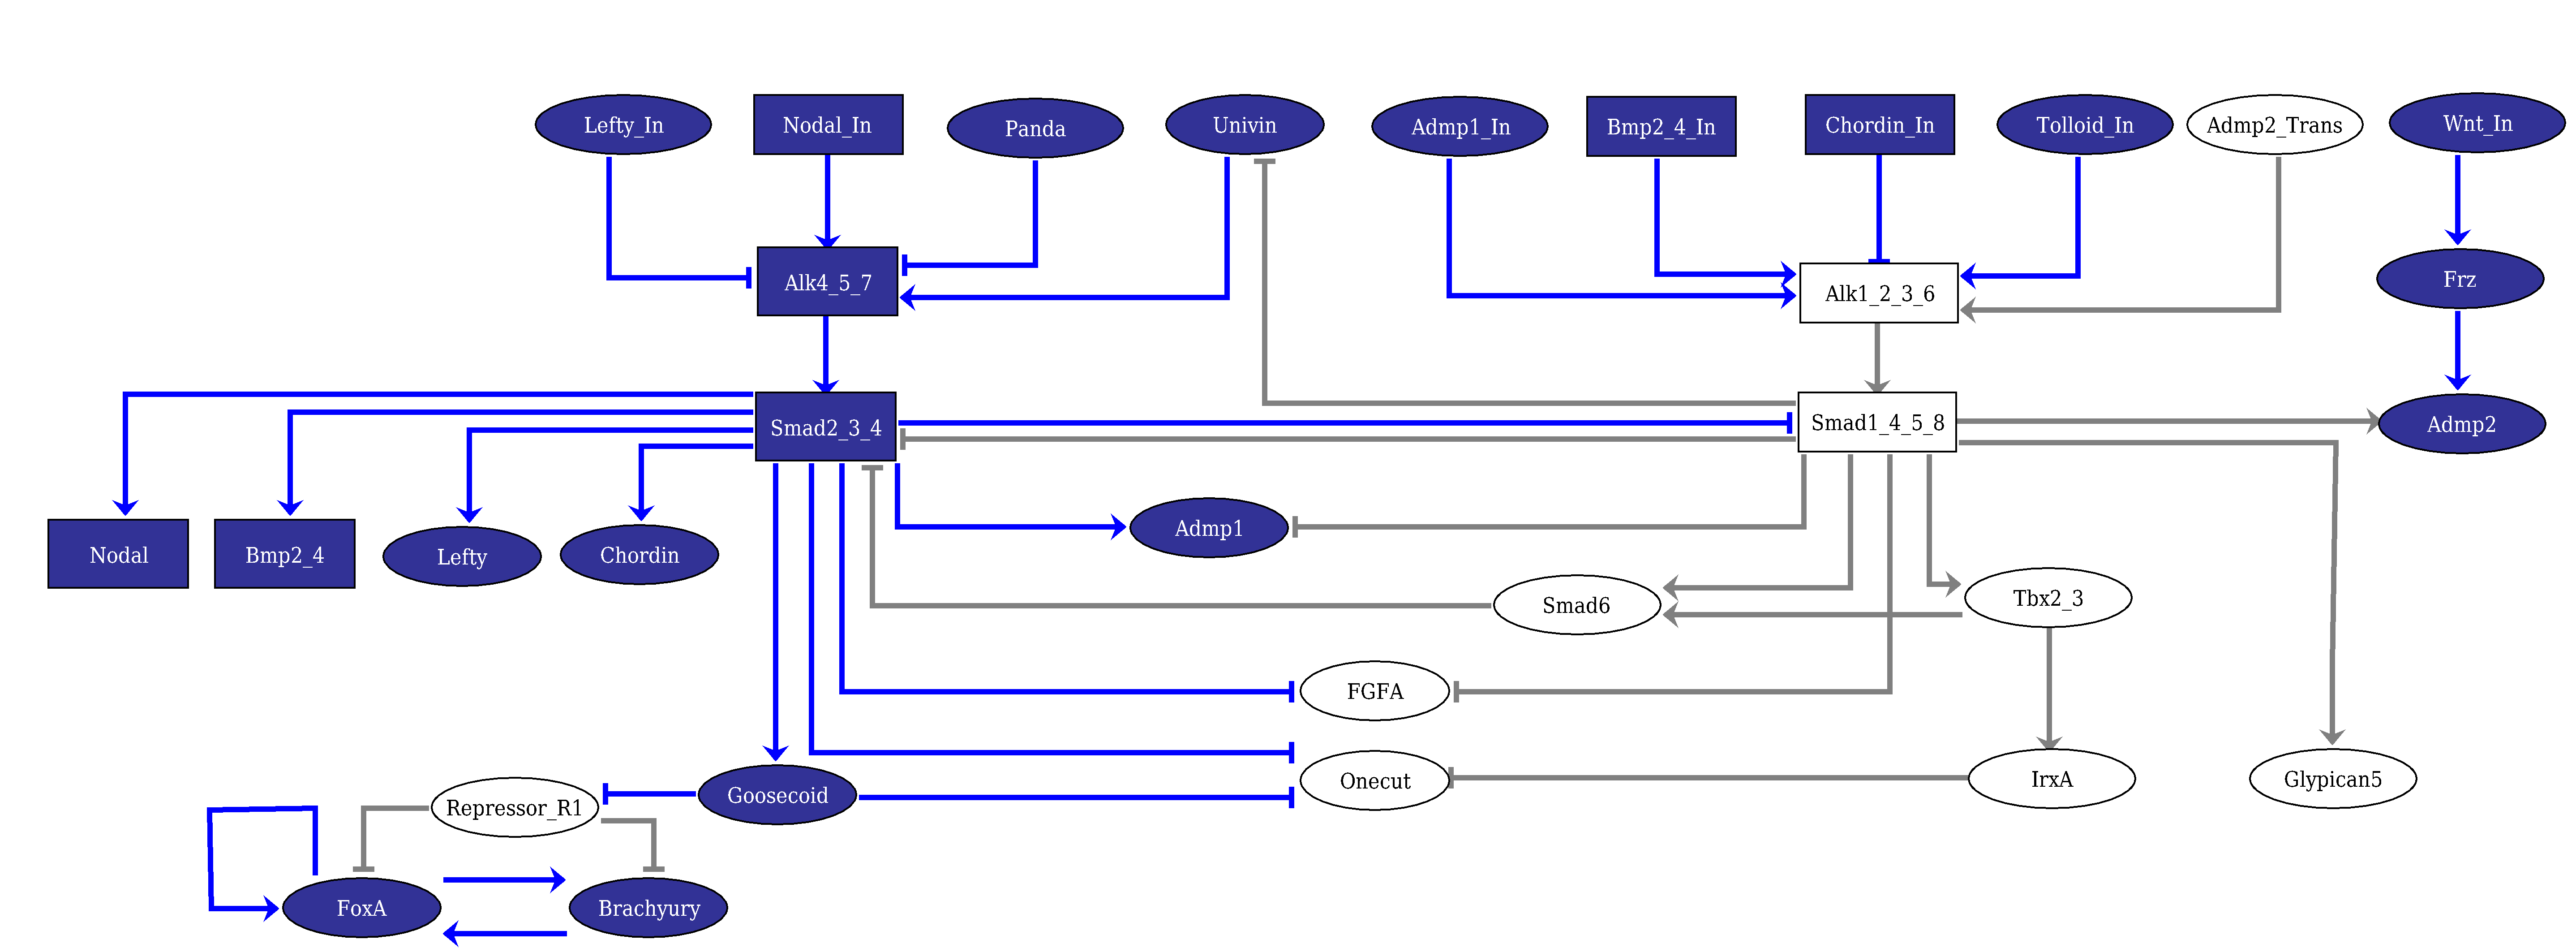 Lefty_In
Nodal_In
Panda
Univin
Admp1_In
Bmp2_4_In
Chordin_In
Tolloid_In
Admp2_Trans
Wnt_In
Alk4_5_7
Alk1_2_3_6
Frz
Smad2_3_4
Smad1_4_5_8
Admp2
Nodal
Bmp2_4
Lefty
Chordin
Admp1
Smad6
Tbx2_3
FGFA
Repressor_R1
Goosecoid
Onecut
IrxA
Glypican5
FoxA
Brachyury